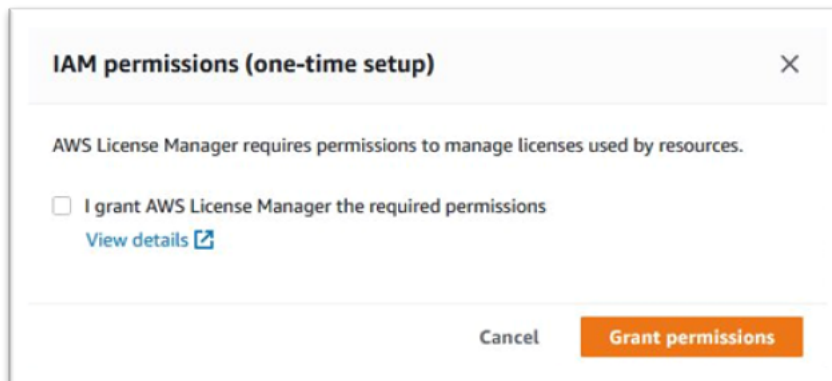 IAM permissions (one-time setup)
AWS License Manager requires permissions to manage licenses used by resources.
I grant AWS License Manager the required permissions
View details
Cancel
Grant permissions